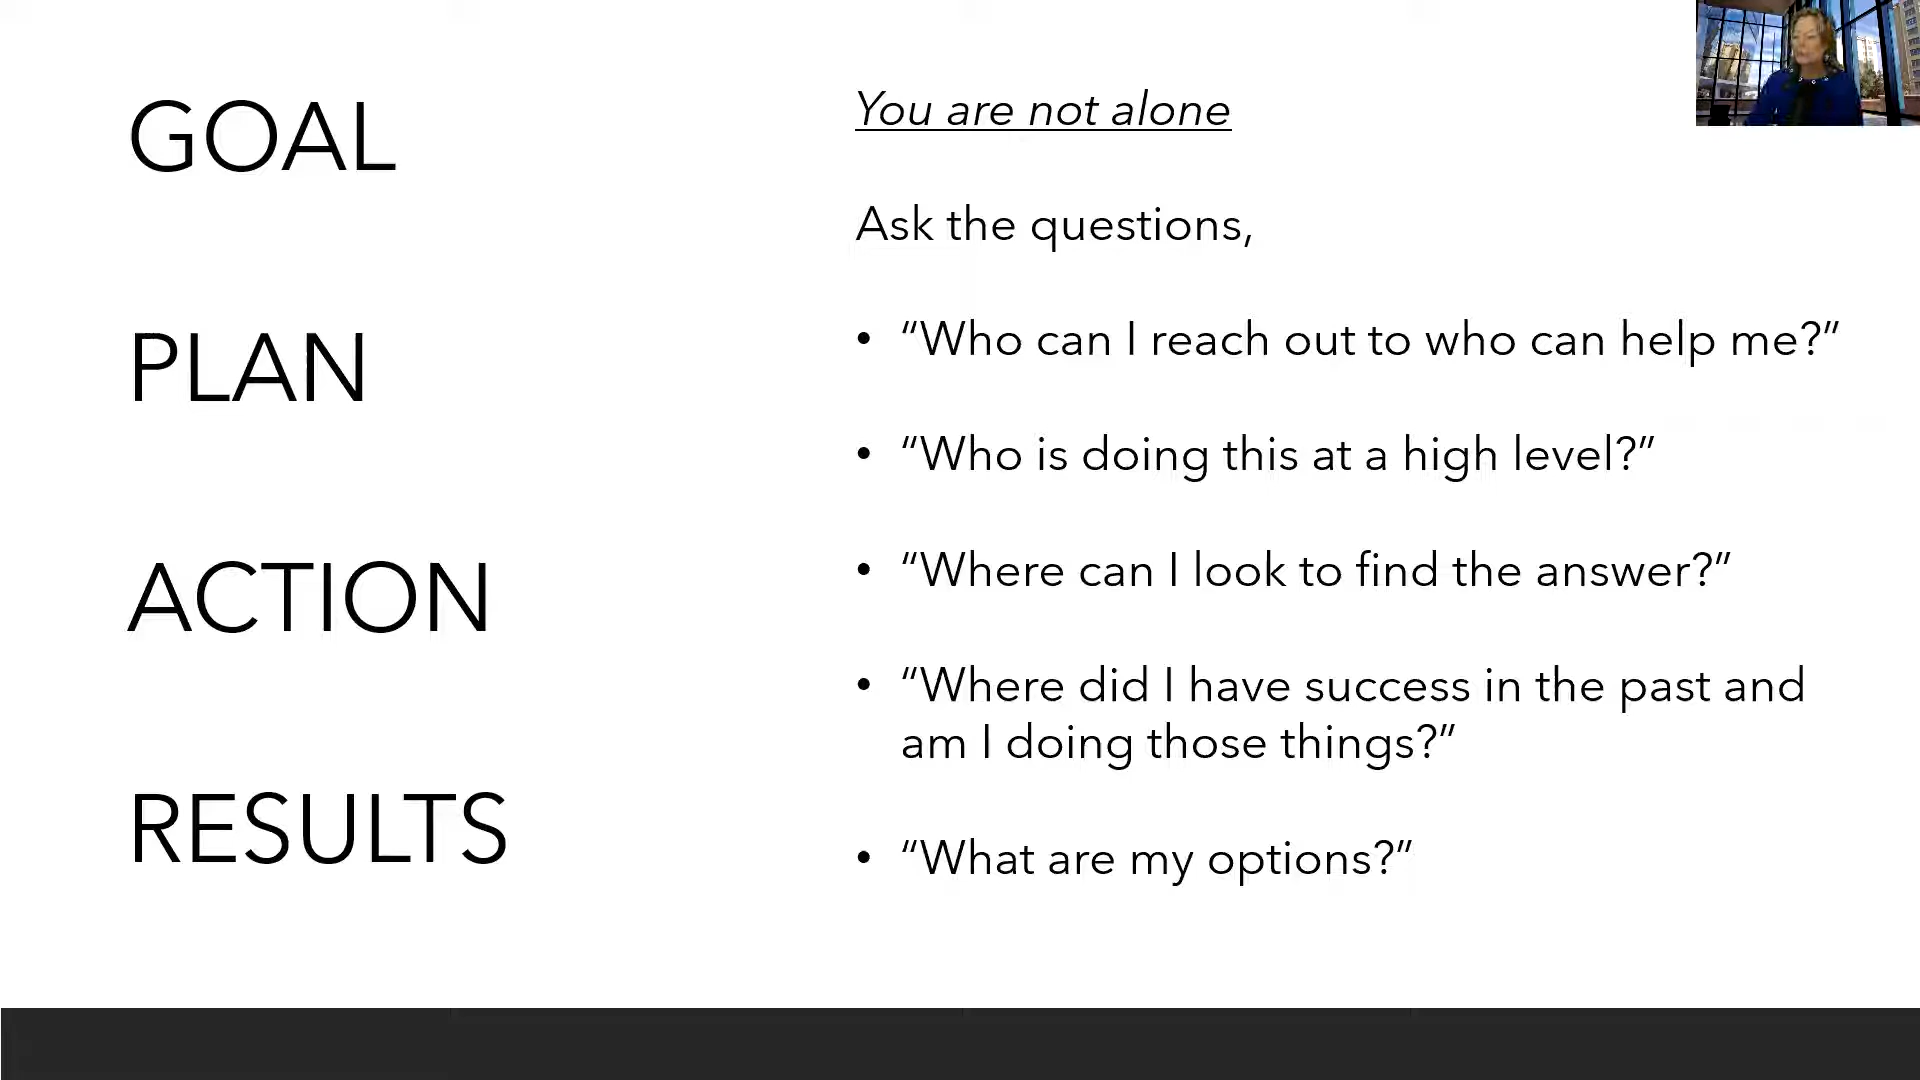 GOAL
PLAN
ACTION
RESULTS
You are not alone
Ask the questions,
• “Who can I reach out to who can help me?”
• “Who is doing this at a high level?”
• “Where can I look to find the answer?”
• “Where did I have success in the past and
am I doing those things?”
• “What are my options?”